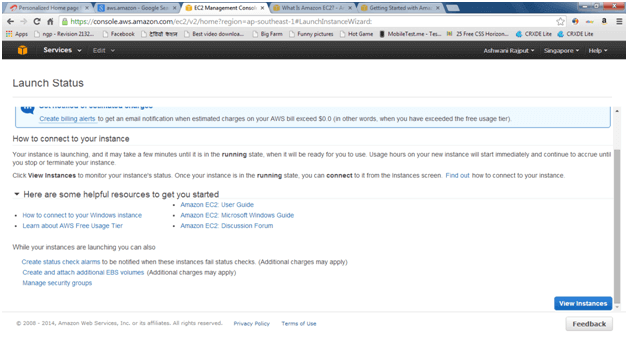 Personalized Home page
aws.amazon - Google Sea
EC2 Management Consol
What Is Amazon EC2? - A
Getting Started with Amaz
https://console.aws.amazon.com/ec2/v2/home?region=ap-southeast-1#LaunchInstanceWizard:
Apps ngp - Revision 2132... Facebook Best video downloa... Big Farm Funny pictures Hot Game MobileTest.me - Tes... 25 Free CSS Horizon... CRXDE Lite CRXDE Lite
Services Edit Ashwani Rajput Singapore Help
Launch Status
Get notified of estimated charges
Create billing alerts to get an email notification when estimated charges on your AWS bill exceed $0.0 (in other words, when you have exceeded the free usage tier).
How to connect to your instance
Your instance is launching, and it may take a few minutes until it is in the running state, when it will be ready for you to use. Usage hours on your new instance will start immediately and continue to accrue until
you stop or terminate your instance.
Click View Instances to monitor your instance's status. Once your instance is in the running state, you can connect to it from the Instances screen. Find out how to connect to your instance.
Here are some helpful resources to get you started
• Amazon EC2: User Guide
• How to connect to your Windows instance • Amazon EC2: Microsoft Windows Guide
• Learn about AWS Free Usage Tier • Amazon EC2: Discussion Forum
While your instances are launching you can also
Create status check alarms to be notified when these instances fail status checks. (Additional charges may apply)
Create and attach additional EBS volumes (Additional charges may apply)
Manage security groups
View Instances
© 2008 - 2014, Amazon Web Services, Inc. or its affiliates. All rights reserved. Privacy Policy Terms of Use Feedback